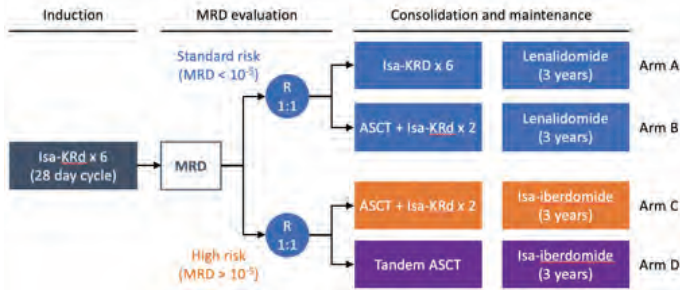 Induction
MRD evaluation
Consolidation and maintenance
Standard risk
(MRD < 10-5)
R
1:1
Isa-KRD x 6
Lenalidomide
(3 years)
Arm A
ASCT + Isa-KRd x 2
Lenalidomide
(3 years)
Arm B
Isa-KRd x 6
(28 day cycle)
MRD
ASCT + Isa-KRd x 2
Isa-iberdomide
(3 years)
Arm C
R
1:1
High risk
(MRD > 10-5)
Tandem ASCT
Isa-iberdomide
(3 years)
Arm D